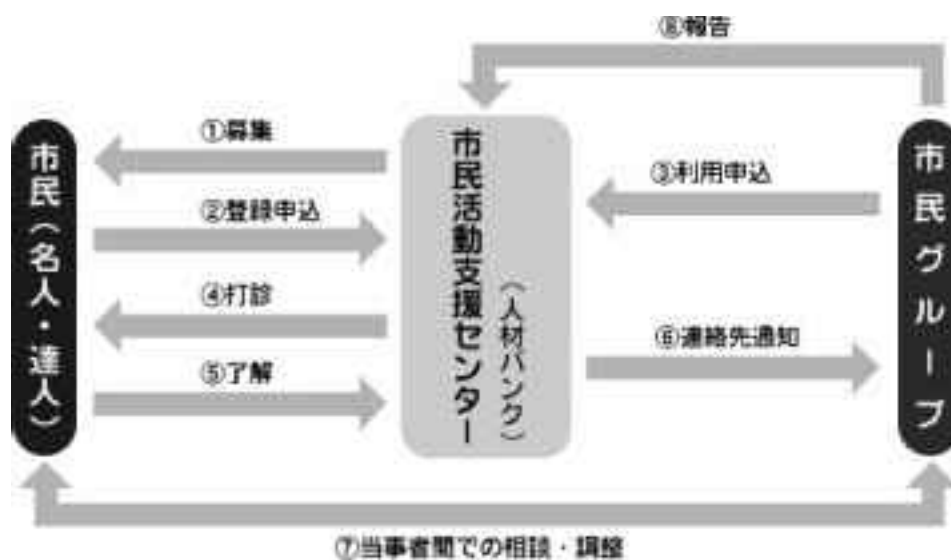 ⑧報告
市民（名人・達人）
①募集
②登録申込
④打診
⑤了解
市民活動支援センター
（人材バンク）
③利用申込
⑥連絡先通知
市民グループ
⑦当事者間での相談・調整